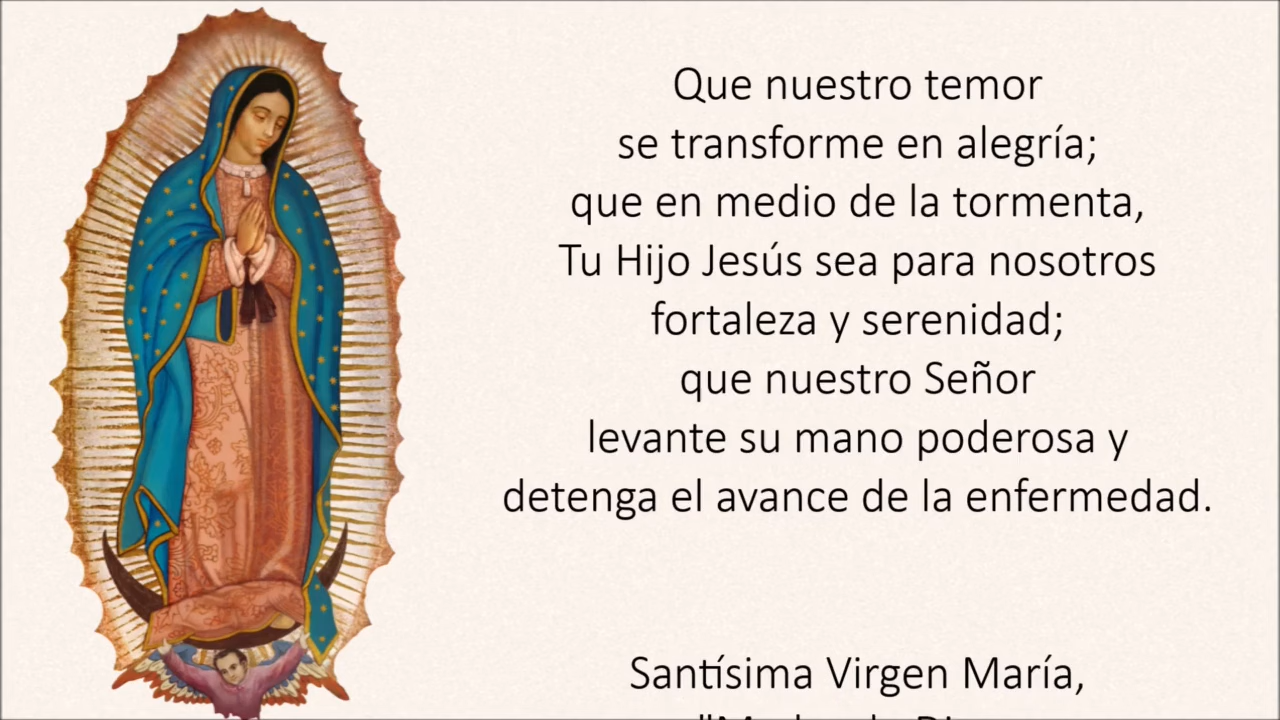 Que nuestro temor
se transforme en alegría;
que en medio de la tormenta,
Tu Hijo Jesús sea para nosotros
fortaleza y serenidad;
que nuestro Señor
levante su mano poderosa y
detenga el avance de la enfermedad.
Santísima Virgen María,